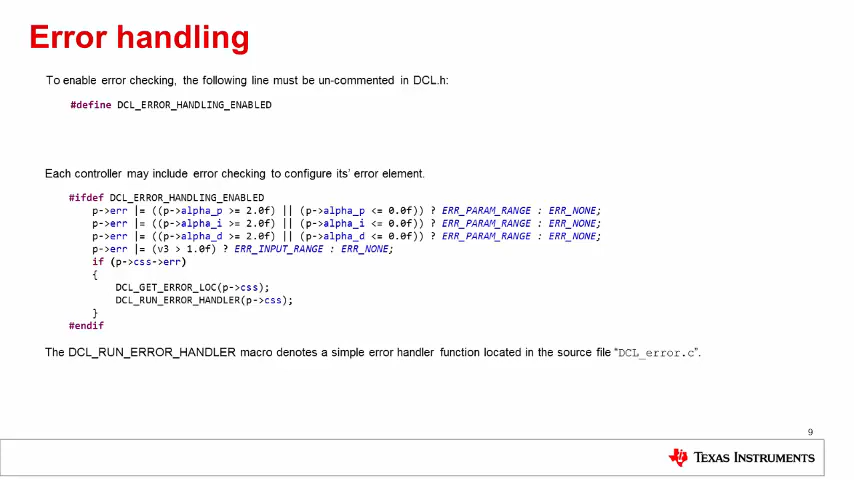 Error handling
To enable error checking, the following line must be un-commented in DCL.h:
#define DCL_ERROR_HANDLING_ENABLED
Each controller may include error checking to configure its' error element.
#ifdef DCL_ERROR_HANDLING_ENABLED
p->err |= ((p->alpha_p >= 2.0f) || (p->alpha_p <= 0.0f)) ? ERR_PARAM_RANGE : ERR_NONE;
p->err |= ((p->alpha_i >= 2.0f) || (p->alpha_i <= 0.0f)) ? ERR_PARAM_RANGE : ERR_NONE;
p->err |= ((p->alpha_d >= 2.0f) || (p->alpha_d <= 0.0f)) ? ERR_PARAM_RANGE : ERR_NONE;
p->err |= (v3 > 1.0f) ? ERR_INPUT_RANGE : ERR_NONE;
if (p->css->err)
{
DCL_GET_ERROR_LOC(p->css);
DCL_RUN_ERROR_HANDLER(p->css);
}
#endif
The DCL_RUN_ERROR_HANDLER macro denotes a simple error handler function located in the source file “DCL_error.c”.
9
TEXAS INSTRUMENTS